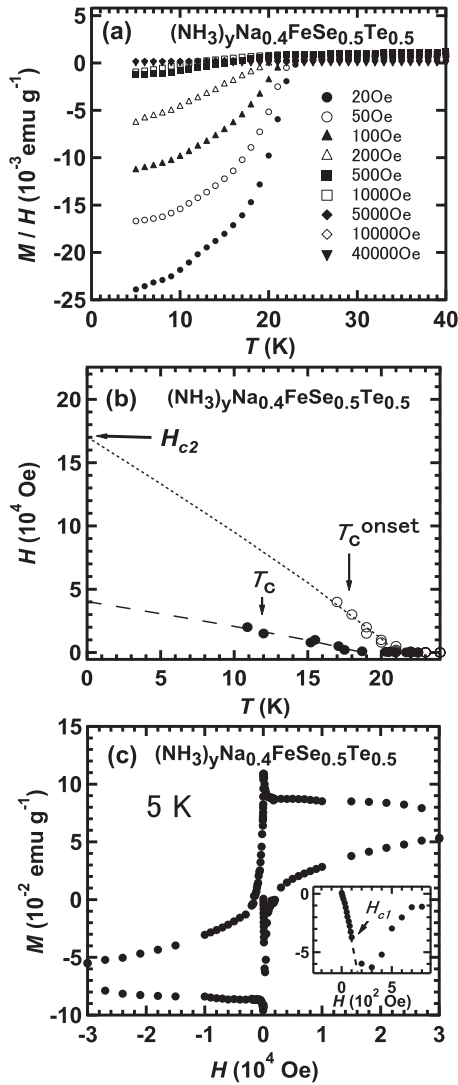 (a) (NH3)yNa0.4FeSe0.5Te0.5
0
-5
-10
-15
-20
-25
M / H (10-3 emu g-1)
20Oe
50Oe
100Oe
200Oe
500Oe
1000Oe
5000Oe
10000Oe
40000Oe
0 10 20 30 40
T (K)
(b) (NH3)yNa0.4FeSe0.5Te0.5
20
15
10
5
0
H (104 Oe)
Hc2
Tc onset
Tc
0 5 10 15 20
T (K)
(c) (NH3)yNa0.4FeSe0.5Te0.5
5 K
15
10
5
0
-5
-10
M (10-2 emu g-1)
Hc1
0
-5
0 5
H (102 Oe)
-3 -2 -1 0 1 2 3
H (104 Oe)